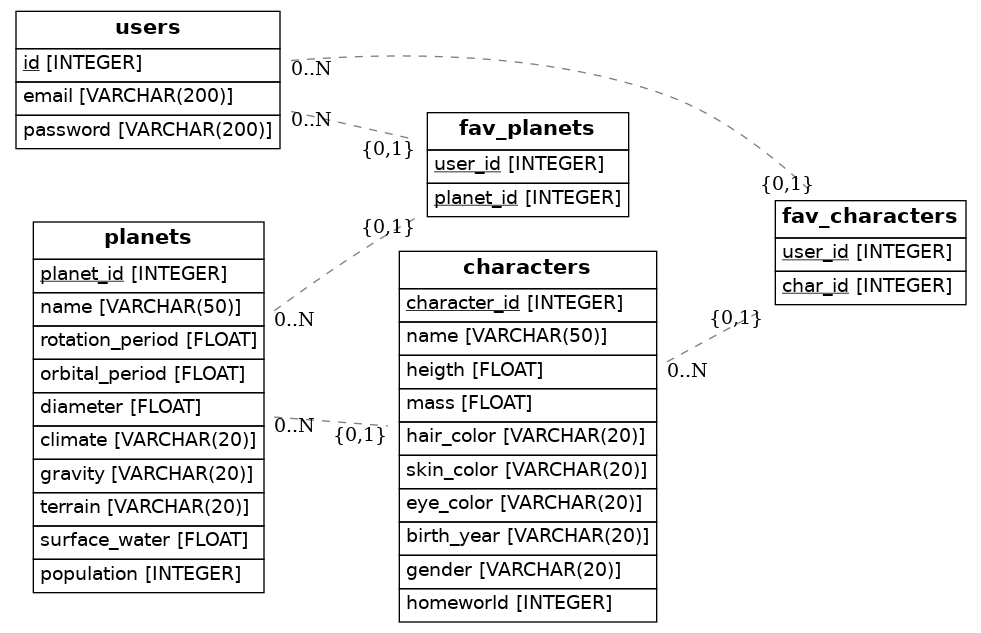 users
id [INTEGER]
email [VARCHAR(200)]
password [VARCHAR(200)]
0..N
0..N
{0,1}
{0,1}
fav_planets
user_id [INTEGER]
planet_id [INTEGER]
fav_characters
user_id [INTEGER]
char_id [INTEGER]
{0,1}
0..N
planets
planet_id [INTEGER]
name [VARCHAR(50)]
rotation_period [FLOAT]
orbital_period [FLOAT]
diameter [FLOAT]
climate [VARCHAR(20)]
gravity [VARCHAR(20)]
terrain [VARCHAR(20)]
surface_water [FLOAT]
population [INTEGER]
0..N
{0,1}
characters
character_id [INTEGER]
name [VARCHAR(50)]
heigth [FLOAT]
mass [FLOAT]
hair_color [VARCHAR(20)]
skin_color [VARCHAR(20)]
eye_color [VARCHAR(20)]
birth_year [VARCHAR(20)]
gender [VARCHAR(20)]
homeworld [INTEGER]
{0,1}
0..N